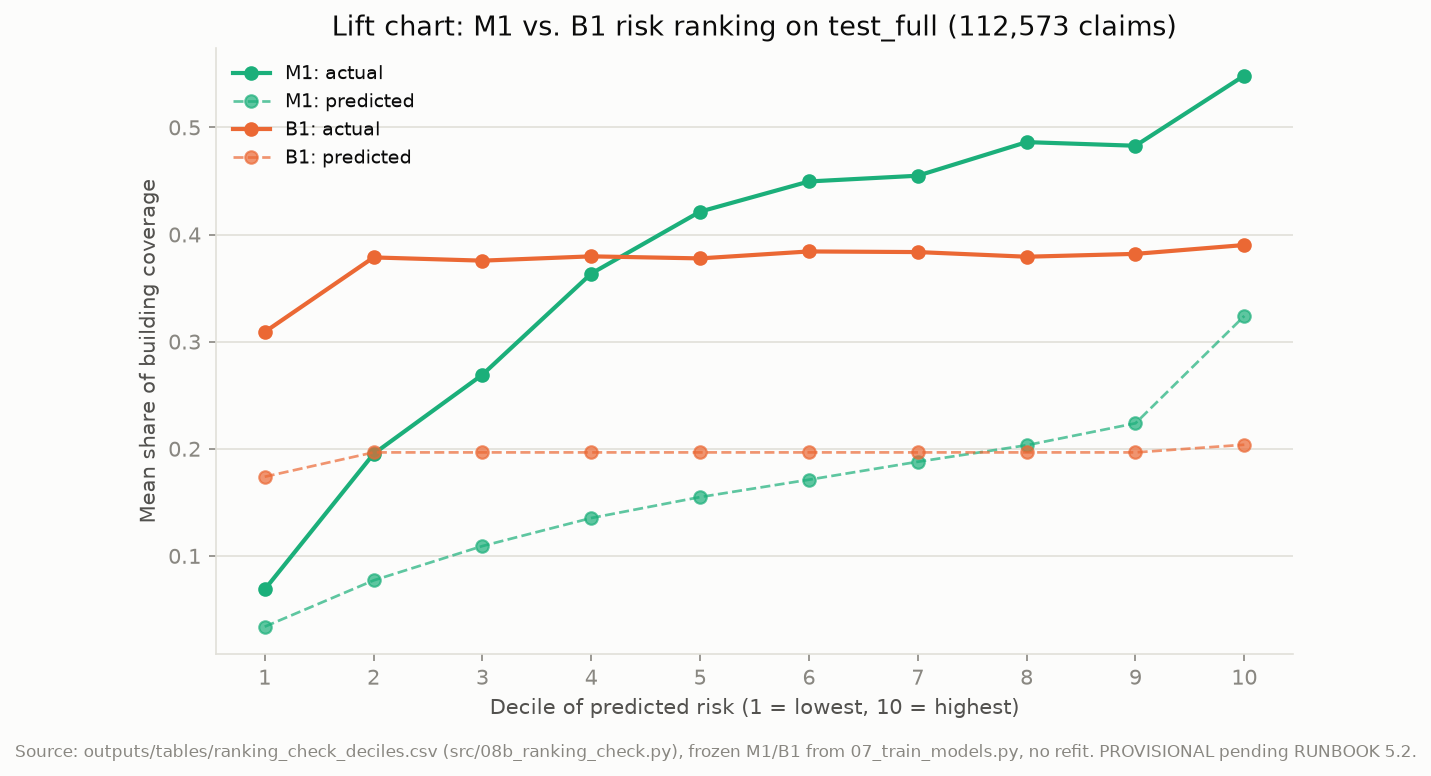 Lift chart: M1 vs. B1 risk ranking on test_full (112,573 claims)
M1: actual
M1: predicted
B1: actual
B1: predicted
Mean share of building coverage
0.5
0.4
0.3
0.2
0.1
1 2 3 4 5 6 7 8 9 10
Decile of predicted risk (1 = lowest, 10 = highest)
Source: outputs/tables/ranking_check_deciles.csv (src/08b_ranking_check.py), frozen M1/B1 from 07_train_models.py, no refit. PROVISIONAL pending RUNBOOK 5.2.